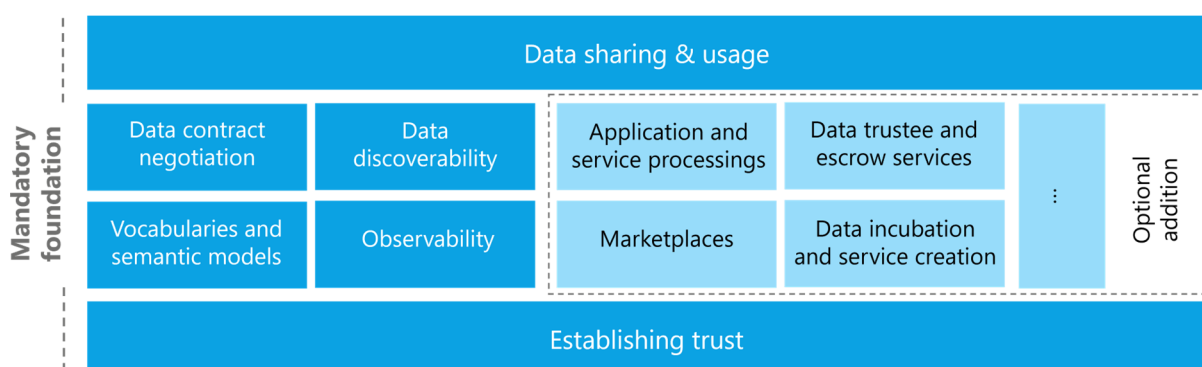 Data sharing & usage
Mandatory
foundation
Data contract
negotiation
Data
discoverability
Application and
service processings
Data trustee and
escrow services
...
Optional
addition
Vocabularies and
semantic models
Observability
Marketplaces
Data incubation
and service creation
Establishing trust